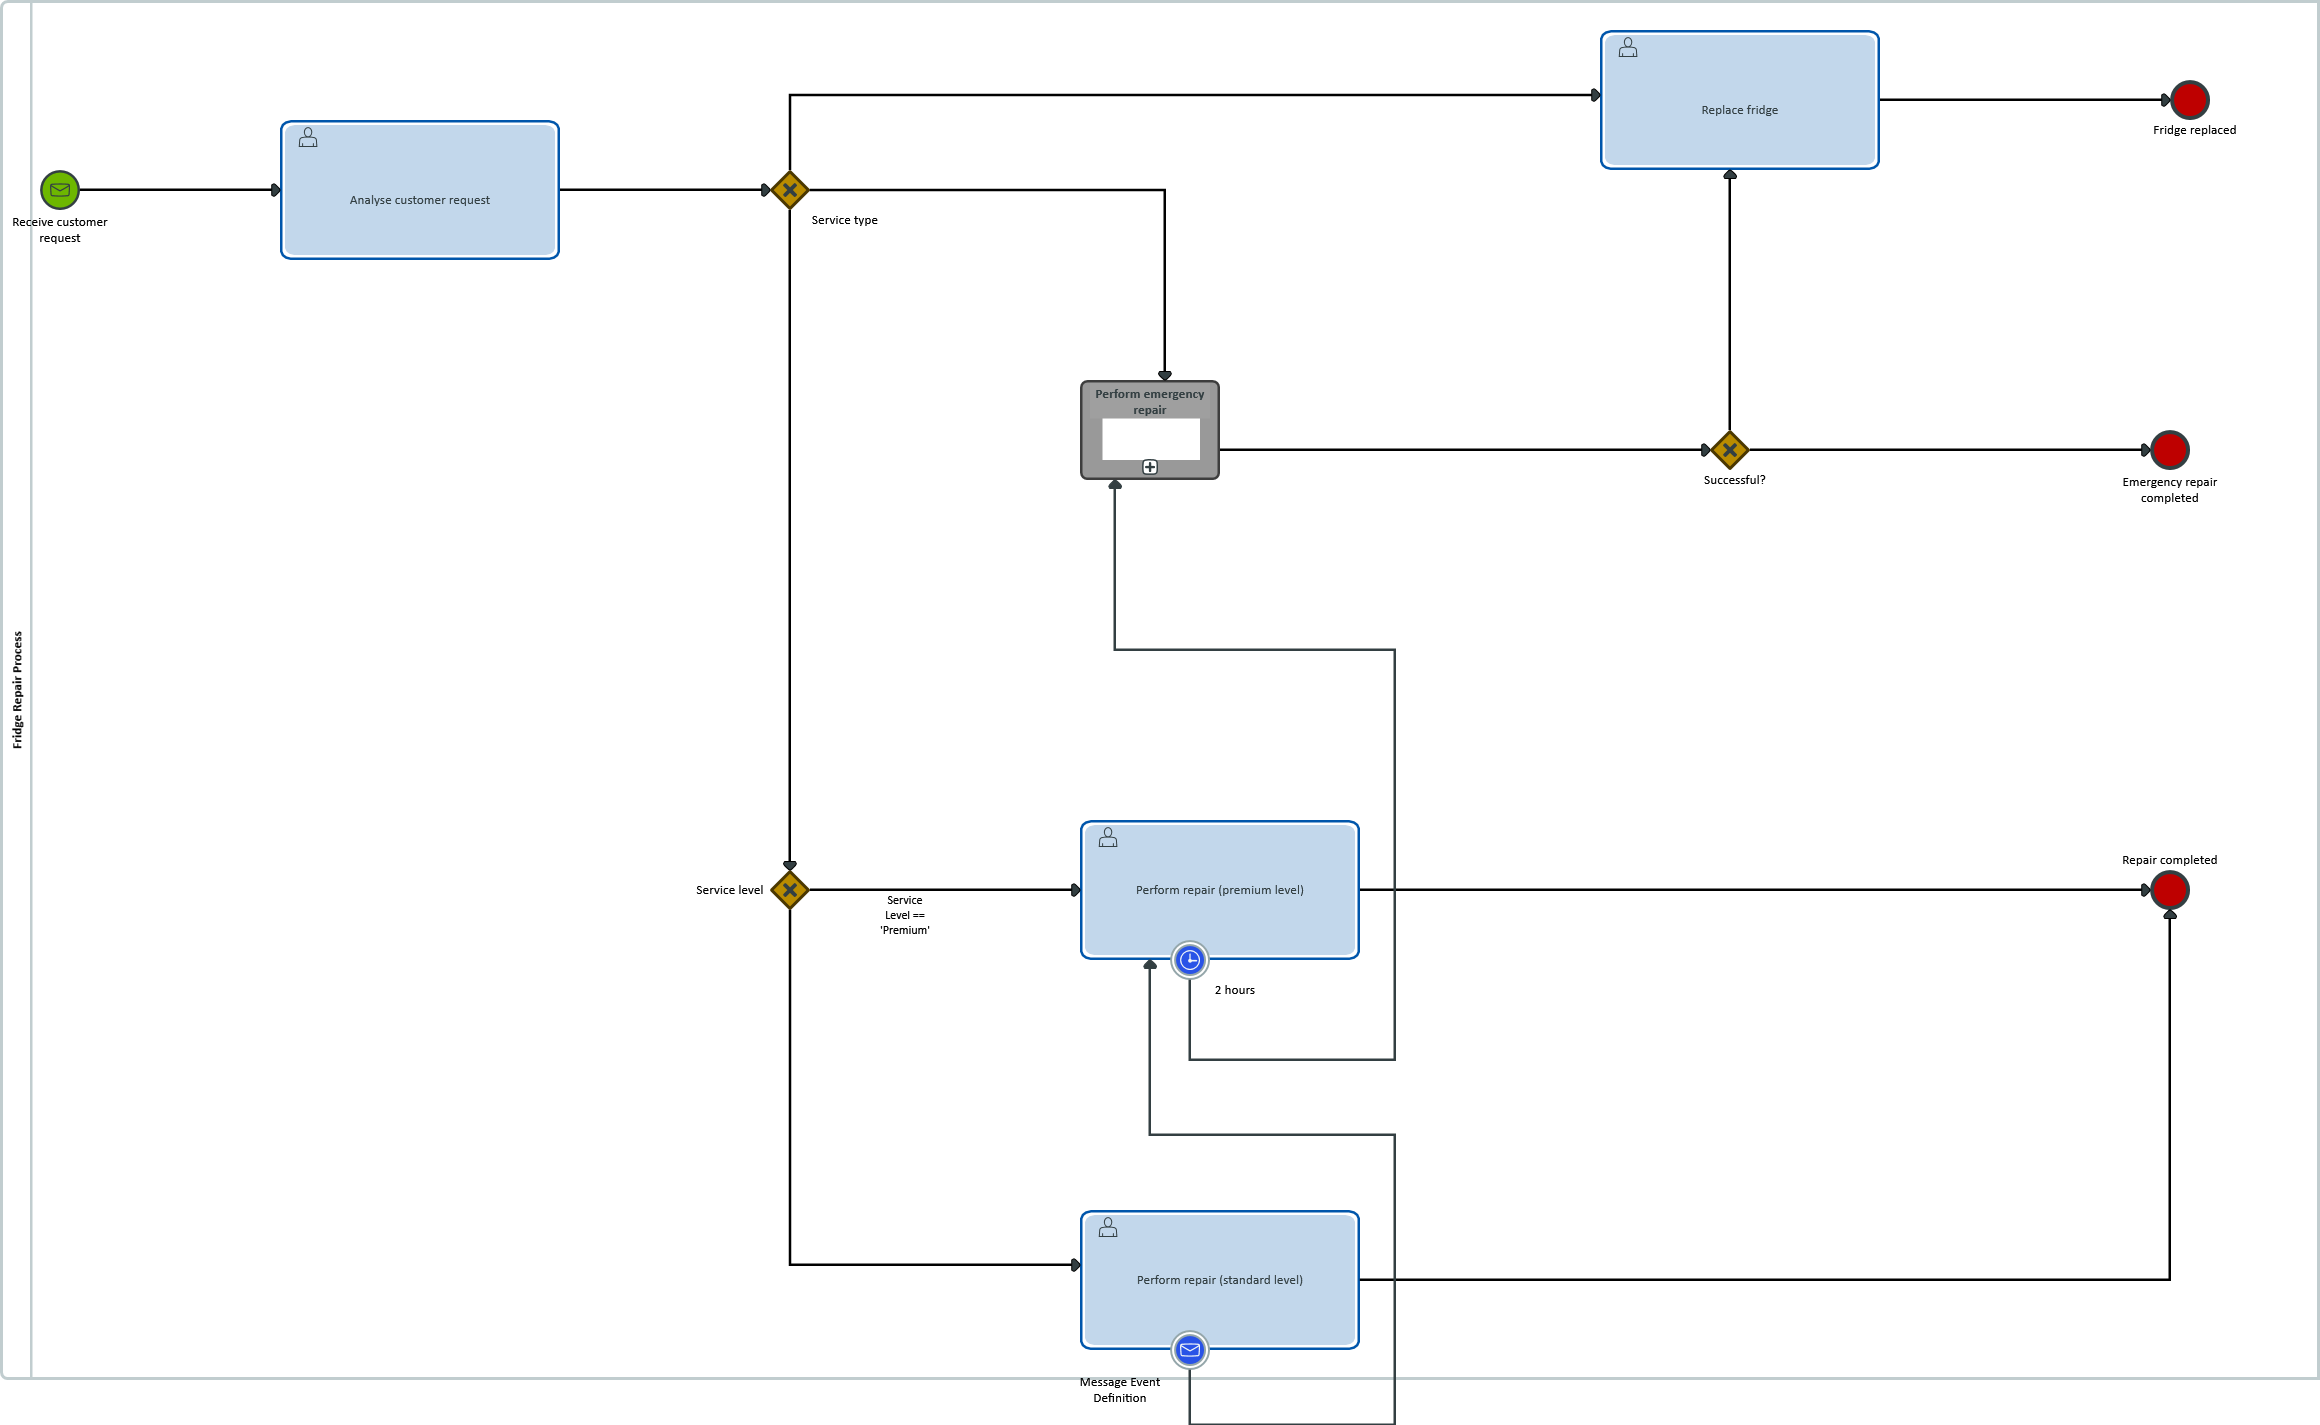 Replace fridge
Fridge replaced
Analyse customer request
Receive customer
request
Service type
Perform emergency
repair
Successful?
Emergency repair
completed
Fridge Repair Process
Repair completed
Service level
Service
Level ==
'Premium'
Perform repair (premium level)
2 hours
Perform repair (standard level)
Message Event
Definition